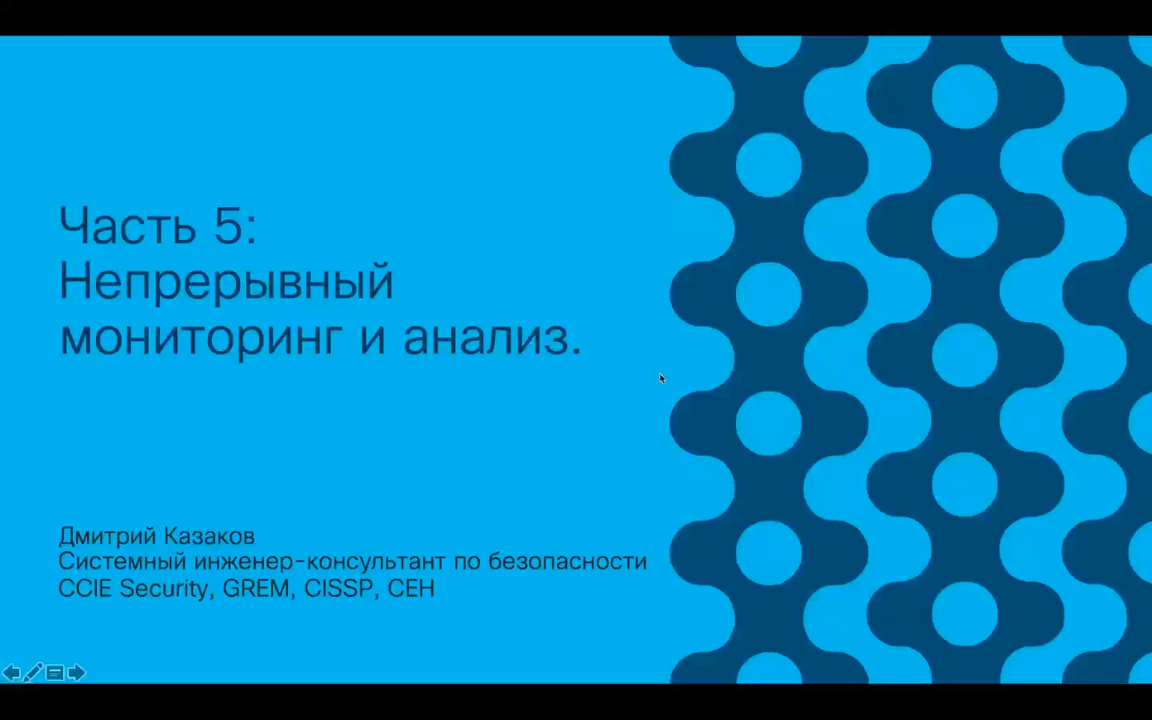 Часть 5:
Непрерывный
мониторинг и анализ.
Дмитрий Казаков
Системный инженер-консультант по безопасности
CCIE Security, GREM, CISSP, CEH